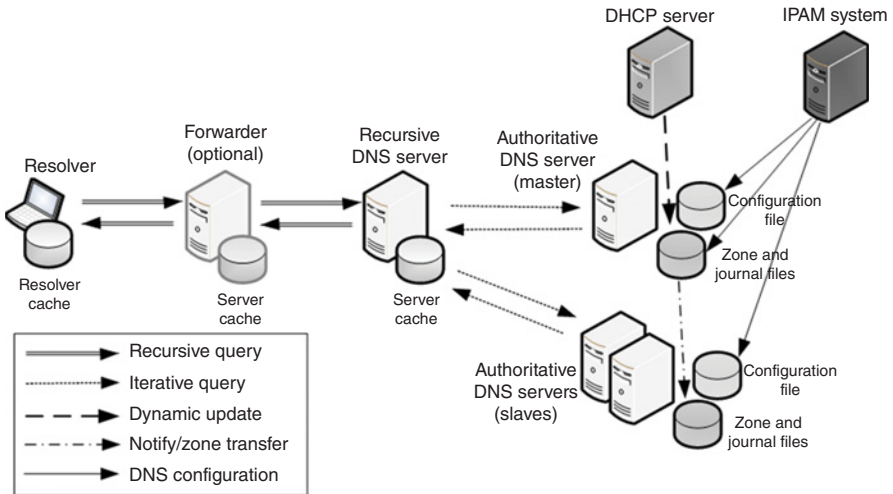 DHCP server
IPAM system
Forwarder
(optional)
Recursive
DNS server
Authoritative
DNS server
(master)
Resolver
Configuration
file
Zone and
journal files
Resolver
cache
Server
cache
Server
cache
Recursive query
Iterative query
Dynamic update
Notify/zone transfer
DNS configuration
Authoritative
DNS servers
(slaves)
Configuration
file
Zone and
journal files